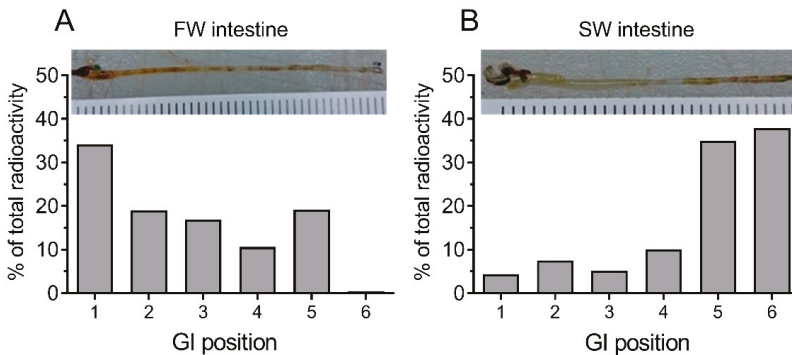 A
FW intestine
% of total radioactivity
50
40
30
20
10
0
1 2 3 4 5 6
GI position
B
SW intestine
% of total radioactivity
50
40
30
20
10
0
1 2 3 4 5 6
GI position